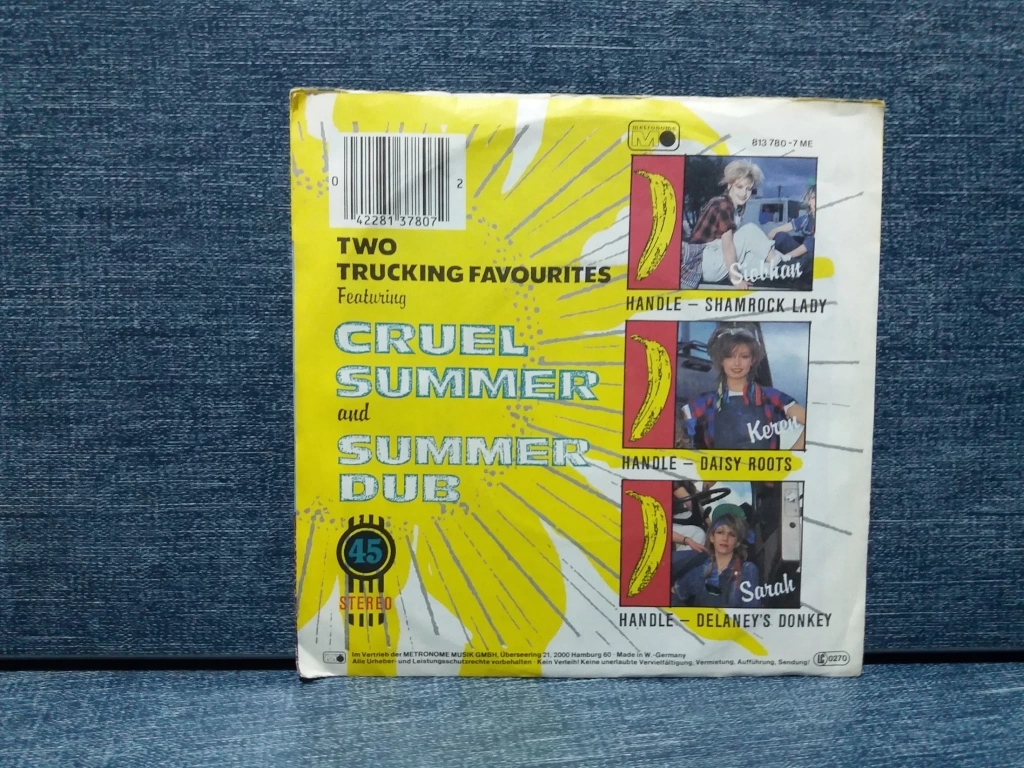 0 42281 37807 2
TWO
TRUCKING FAVOURITES
Featuring
CRUEL
SUMMER
and
SUMMER
DUB
45
STEREO
metronome
813 780-7 ME
Siobhan
HANDLE – SHAMROCK LADY
Keren
HANDLE – DAISY ROOTS
Sarah
HANDLE – DELANEY'S DONKEY
Im Vertrieb der METRONOME MUSIK GMBH, Überseering 21, 2000 Hamburg 60 · Made in W.-Germany
Alle Urheber- und Leistungsschutzrechte vorbehalten · Kein Verleih! Keine unerlaubte Vervielfältigung, Vermietung, Aufführung, Sendung!
LC 0270